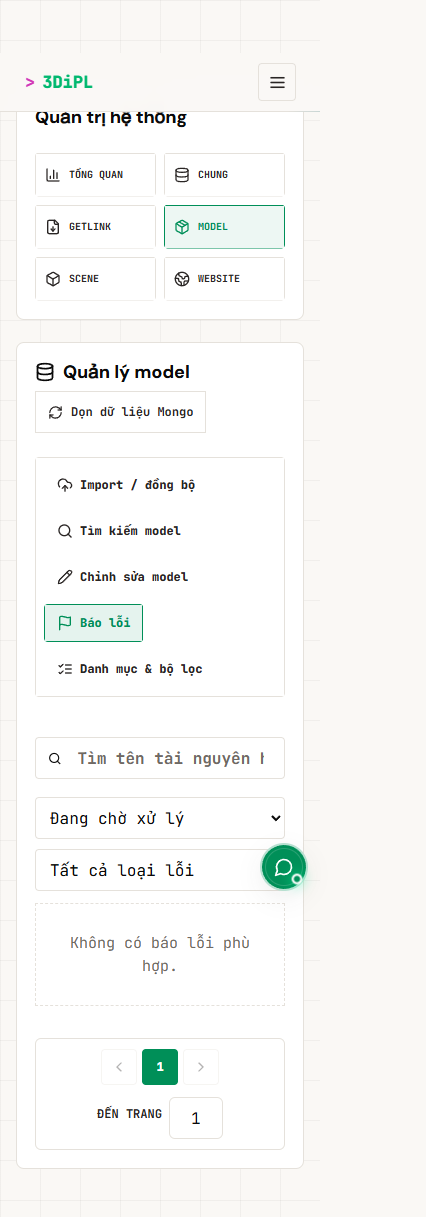 > 3DiPL
Quản trị hệ thống
TỔNG QUAN
CHUNG
GETLINK
MODEL
SCENE
WEBSITE
Quản lý model
Dọn dữ liệu Mongo
Import / đồng bộ
Tìm kiếm model
Chỉnh sửa model
Báo lỗi
Danh mục & bộ lọc
Tìm tên tài nguyên
Đang chờ xử lý
Tất cả loại lỗi
Không có báo lỗi phù
hợp.
1
ĐẾN TRANG
1